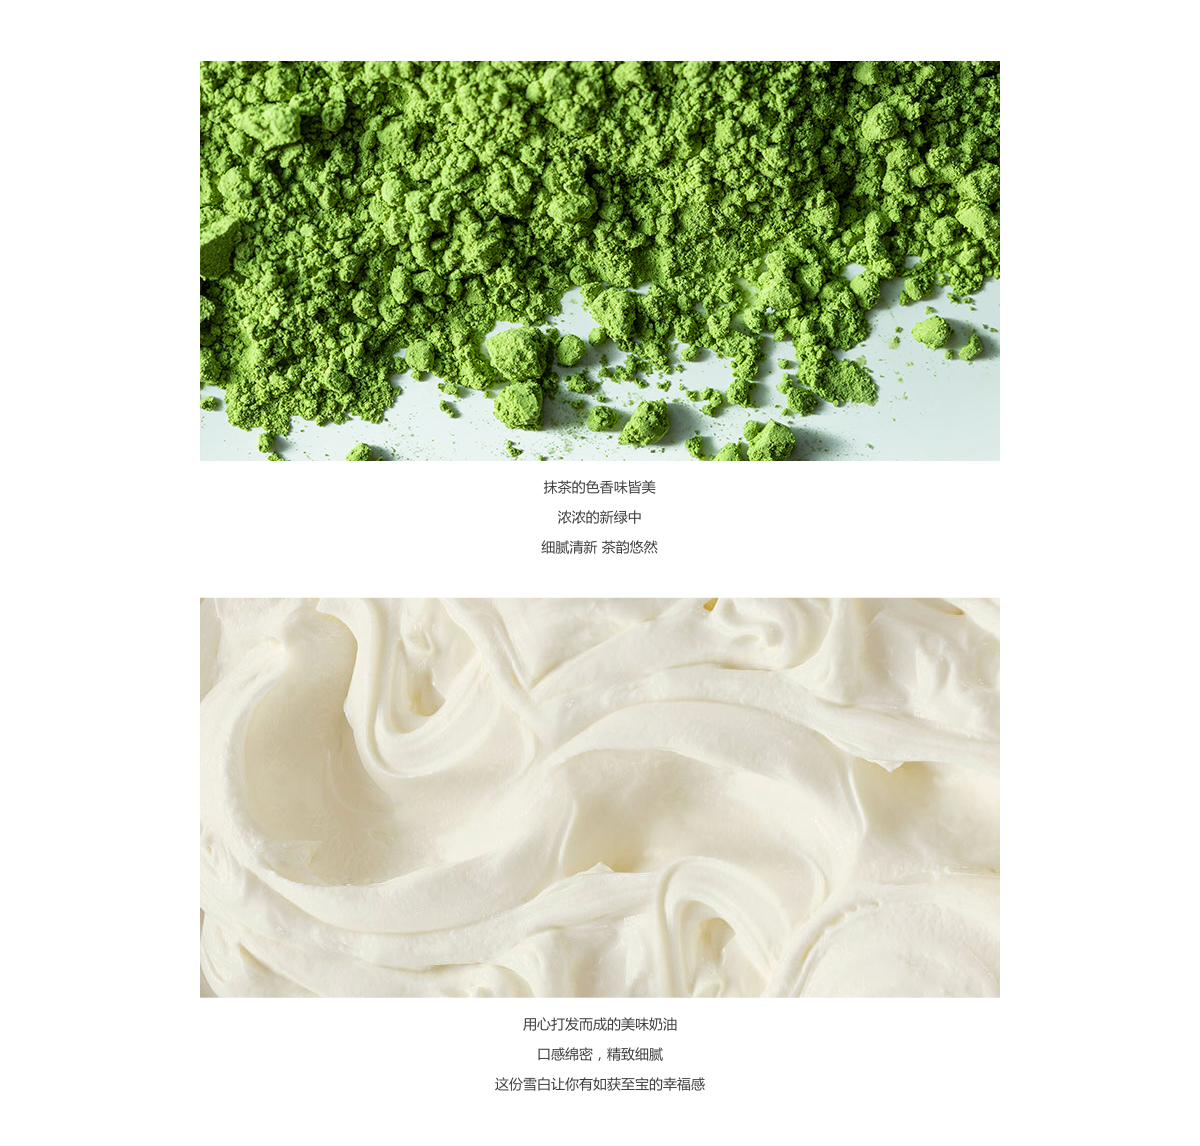 抹茶的色香味皆美
浓浓的新绿中
细腻清新 茶韵悠然
用心打发而成的美味奶油
口感绵密，精致细腻
这份雪白让你有如获至宝的幸福感